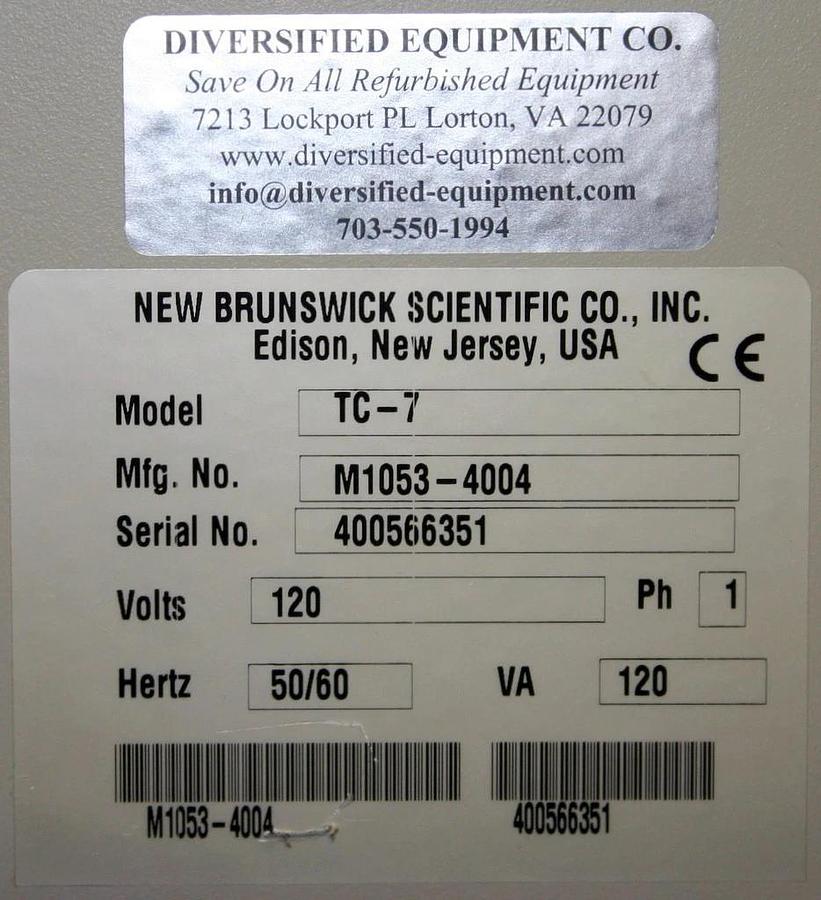 DIVERSIFIED EQUIPMENT CO.
Save On All Refurbished Equipment
7213 Lockport PL Lorton, VA 22079
www.diversified-equipment.com
info@diversified-equipment.com
703-550-1994
NEW BRUNSWICK SCIENTIFIC CO., INC.
Edison, New Jersey, USA CE
Model TC-7
Mfg. No. M1053-4004
Serial No. 400566351
Volts 120 Ph 1
Hertz 50/60 VA 120
M1053-4004 400566351